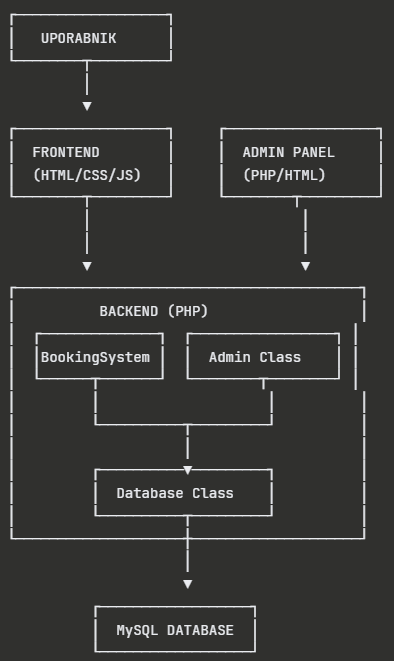 UPORABNIK
FRONTEND
(HTML/CSS/JS)
ADMIN PANEL
(PHP/HTML)
BACKEND (PHP)
BookingSystem
Admin Class
Database Class
MySQL DATABASE